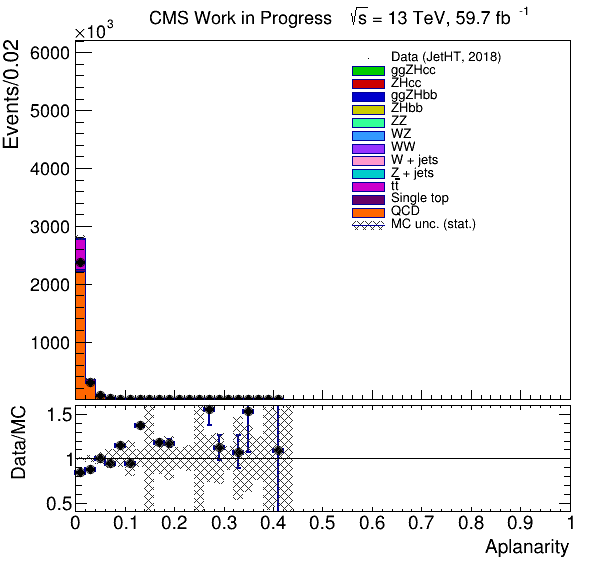 CMS Work in Progress √s = 13 TeV, 59.7 fb⁻¹
×10³
Events/0.02
6000
5000
4000
3000
2000
1000
Data (JetHT, 2018)
ggZHcc
ZHcc
ggZHbb
ZHbb
ZZ
WZ
WW
W + jets
Z + jets
tt̅
Single top
QCD
MC unc. (stat.)
Data/MC
1.5
1
0.5
0 0.1 0.2 0.3 0.4 0.5 0.6 0.7 0.8 0.9 1
Aplanarity